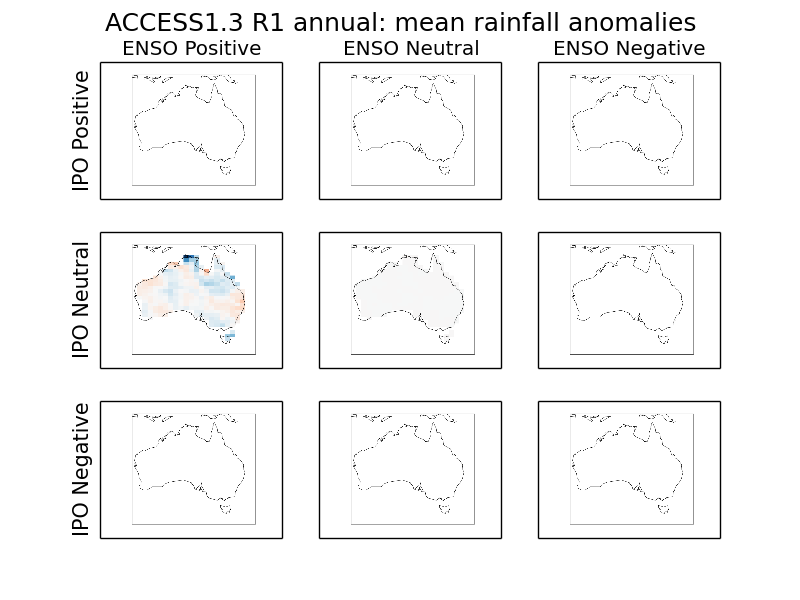 ACCESS1.3 R1 annual: mean rainfall anomalies
ENSO Positive ENSO Neutral ENSO Negative
IPO Positive
IPO Neutral
IPO Negative